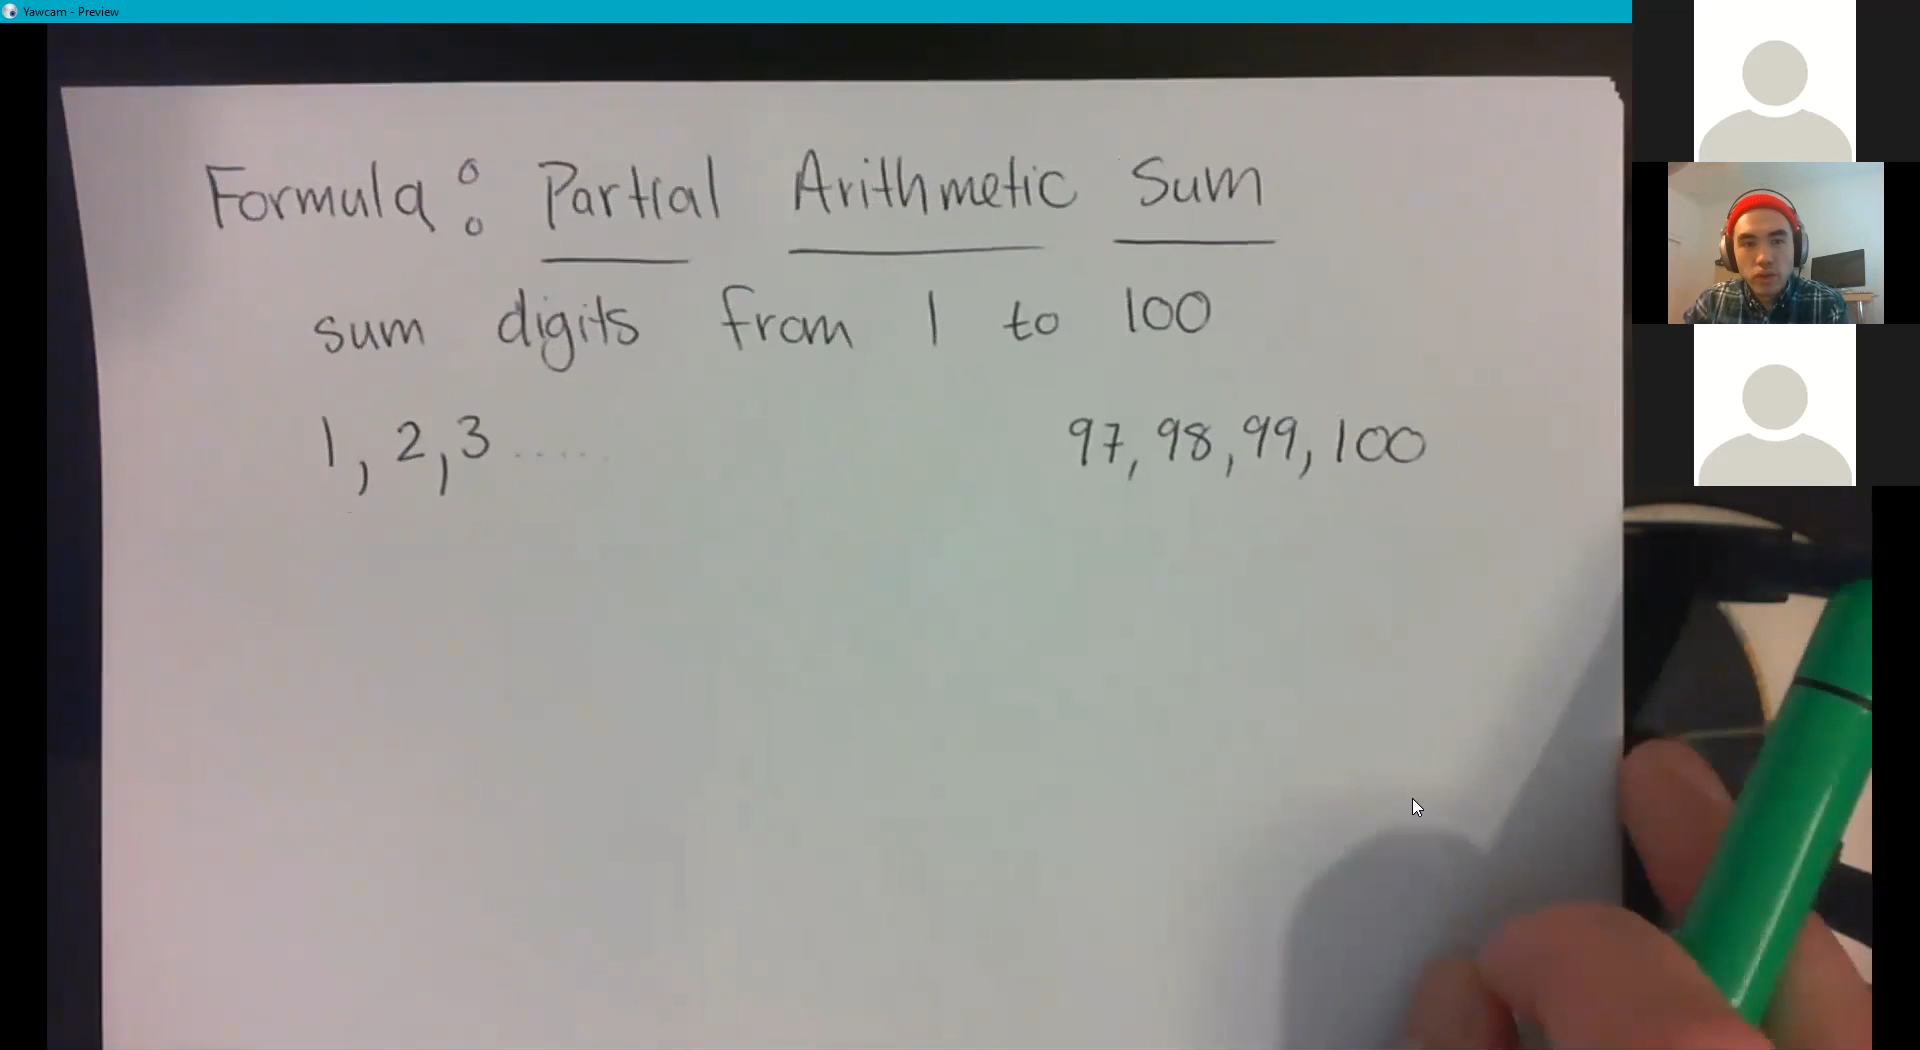 Yawcam - Preview
Formula: Partial Arithmetic Sum
sum digits from 1 to 100
1, 2, 3 ..... 97, 98, 99, 100